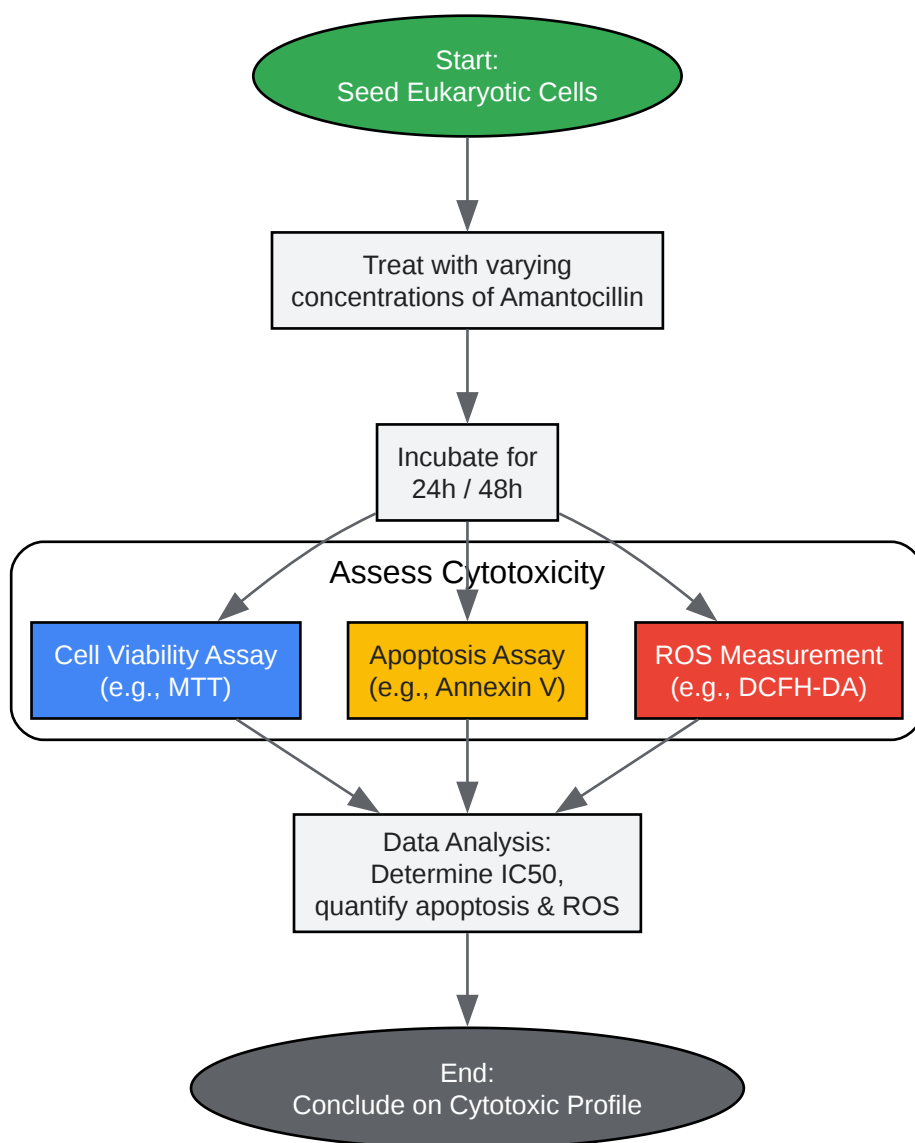 Start:
Seed Eukaryotic Cells
Treat with varying
concentrations of Amantocillin
Incubate for
24h / 48h
Assess Cytotoxicity
Cell Viability Assay
(e.g., MTT)
Apoptosis Assay
(e.g., Annexin V)
ROS Measurement
(e.g., DCFH-DA)
Data Analysis:
Determine IC50,
quantify apoptosis & ROS
End:
Conclude on Cytotoxic Profile